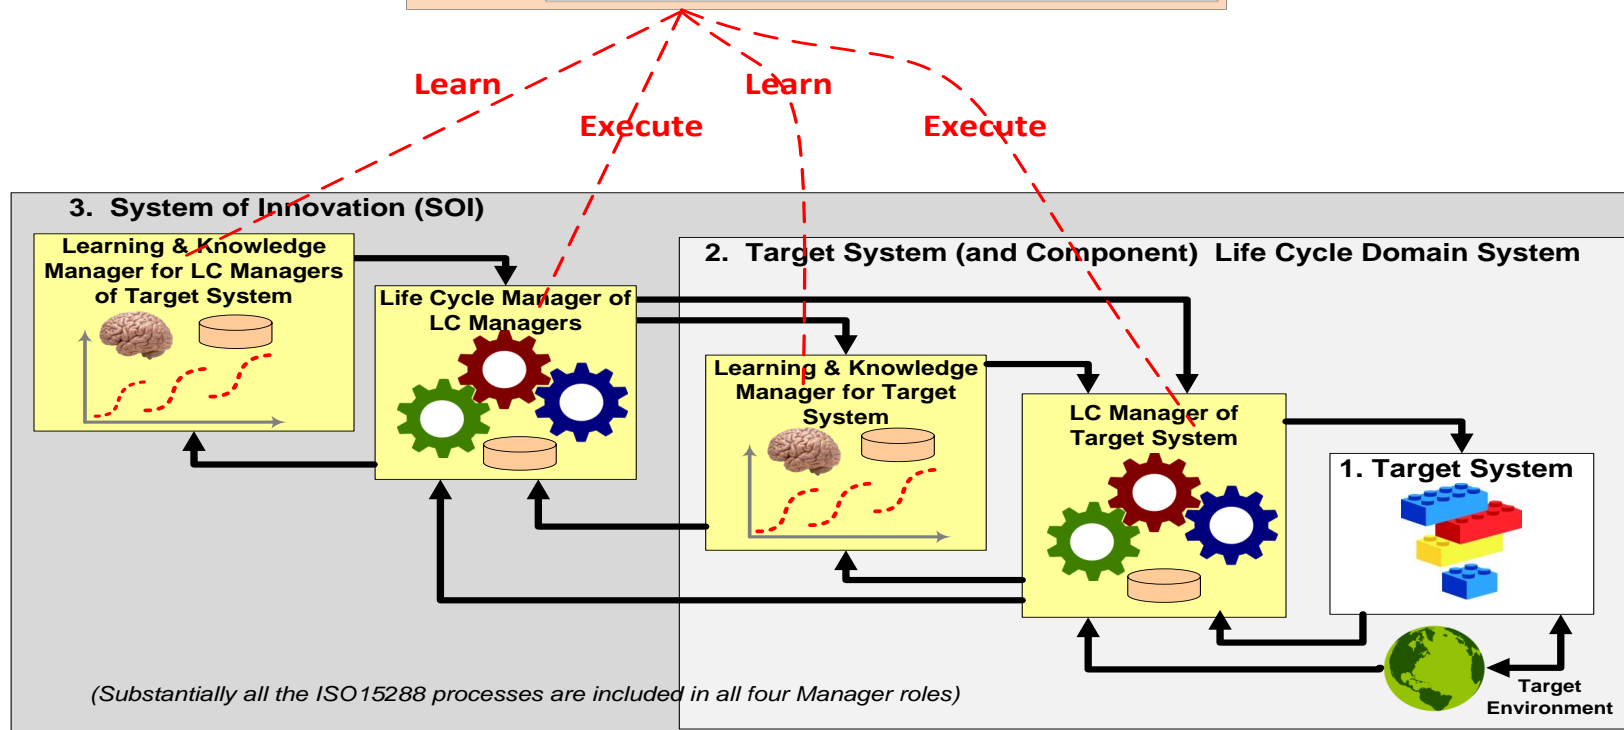 Learn
Learn
Execute
Execute
3. System of Innovation (SOI)
Learning & Knowledge
Manager for LC Managers
of Target System
2. Target System (and Component) Life Cycle Domain System
Life Cycle Manager of
LC Managers
Learning & Knowledge
Manager for Target
System
LC Manager of
Target System
1. Target System
Target
Environment
(Substantially all the ISO15288 processes are included in all four Manager roles)